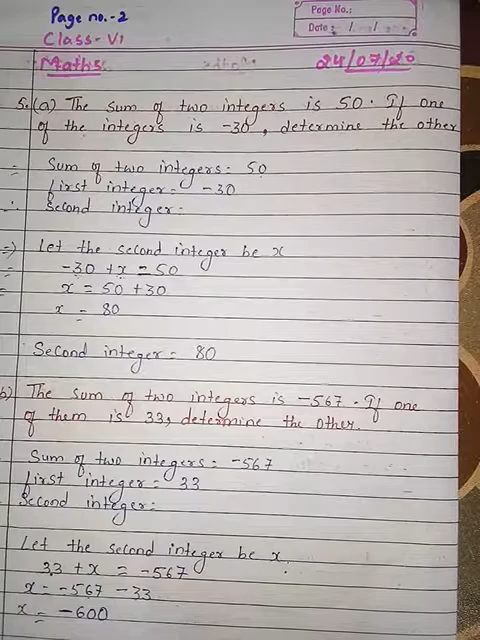 Page no.-2
Page No.:
Date: / /
Class-VI
Maths
24/07/20
5.(a) The sum of two integers is 50. If one
of the integers is -30, determine the other
= Sum of two integers = 50
First integer = -30
∴ Second integer =
=) Let the second integer be x
= -30 + x = 50
= x = 50 + 30
x = 80
Second integer = 80
b) The sum of two integers is -567. If one
of them is 33, determine the other.
Sum of two integers = -567
First integer = 33
Second integer =
Let the second integer be x.
33 + x = -567
x = -567 - 33
x = -600